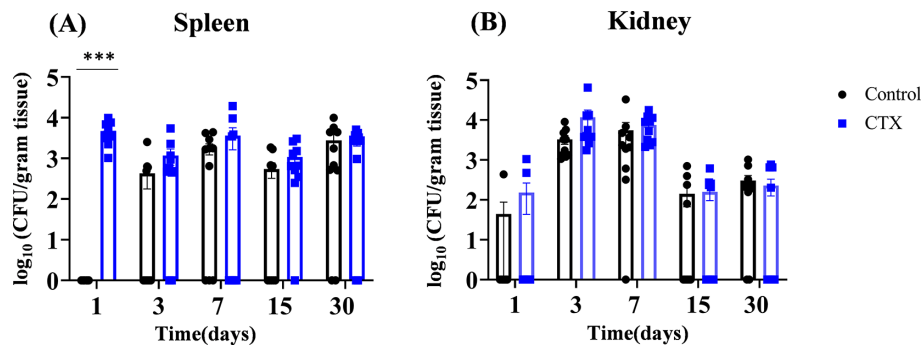 (A) Spleen
***
log10 (CFU/gram tissue)
5
4
3
2
1
0
1 3 7 15 30
Time(days)
(B) Kidney
log10 (CFU/gram tissue)
5
4
3
2
1
0
1 3 7 15 30
Time(days)
Control
CTX